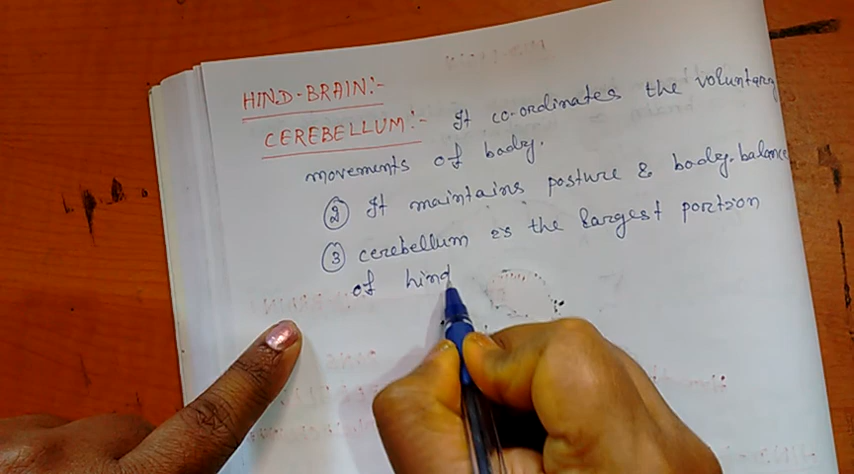 HIND-BRAIN:-
CEREBELLUM:- It co-ordinates the voluntary
movements of body.
② It maintains posture & body balance
③ cerebellum is the largest portion
of hind